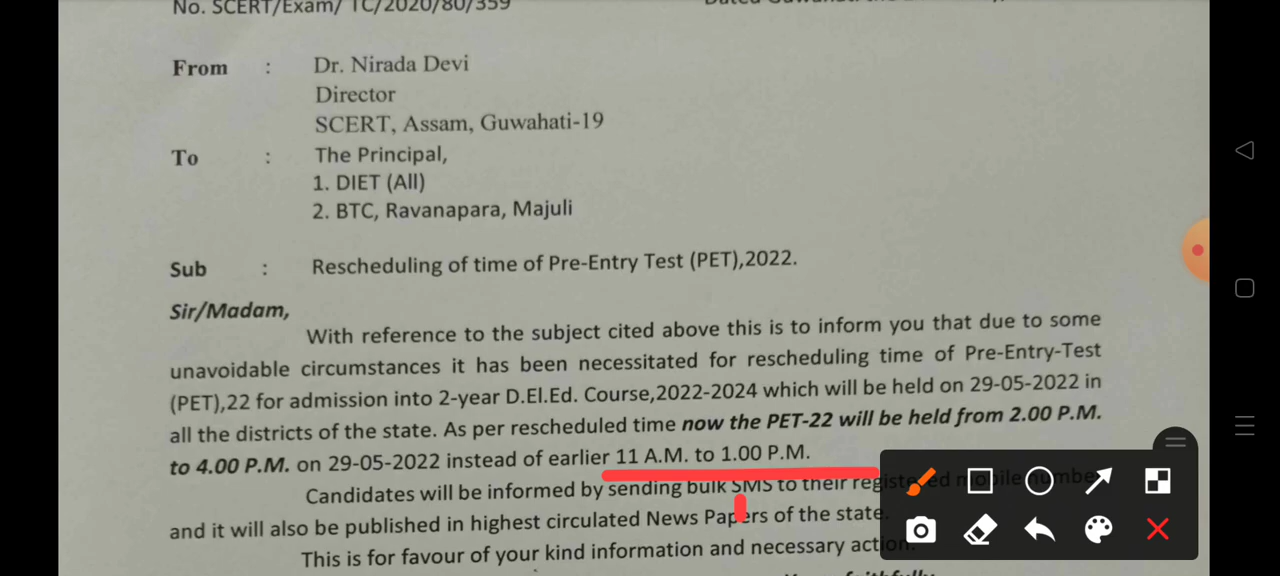 No. SCERT/Exam/ TC/2020/80/359
From : Dr. Nirada Devi
Director
SCERT, Assam, Guwahati-19
To : The Principal,
1. DIET (All)
2. BTC, Ravanapara, Majuli
Sub : Rescheduling of time of Pre-Entry Test (PET),2022.
Sir/Madam,
With reference to the subject cited above this is to inform you that due to some
unavoidable circumstances it has been necessitated for rescheduling time of Pre-Entry-Test
(PET),22 for admission into 2-year D.El.Ed. Course,2022-2024 which will be held on 29-05-2022 in
all the districts of the state. As per rescheduled time now the PET-22 will be held from 2.00 P.M.
to 4.00 P.M. on 29-05-2022 instead of earlier 11 A.M. to 1.00 P.M.
Candidates will be informed by sending bulk SMS to their registered mobile number
and it will also be published in highest circulated News Papers of the state.
This is for favour of your kind information and necessary action.